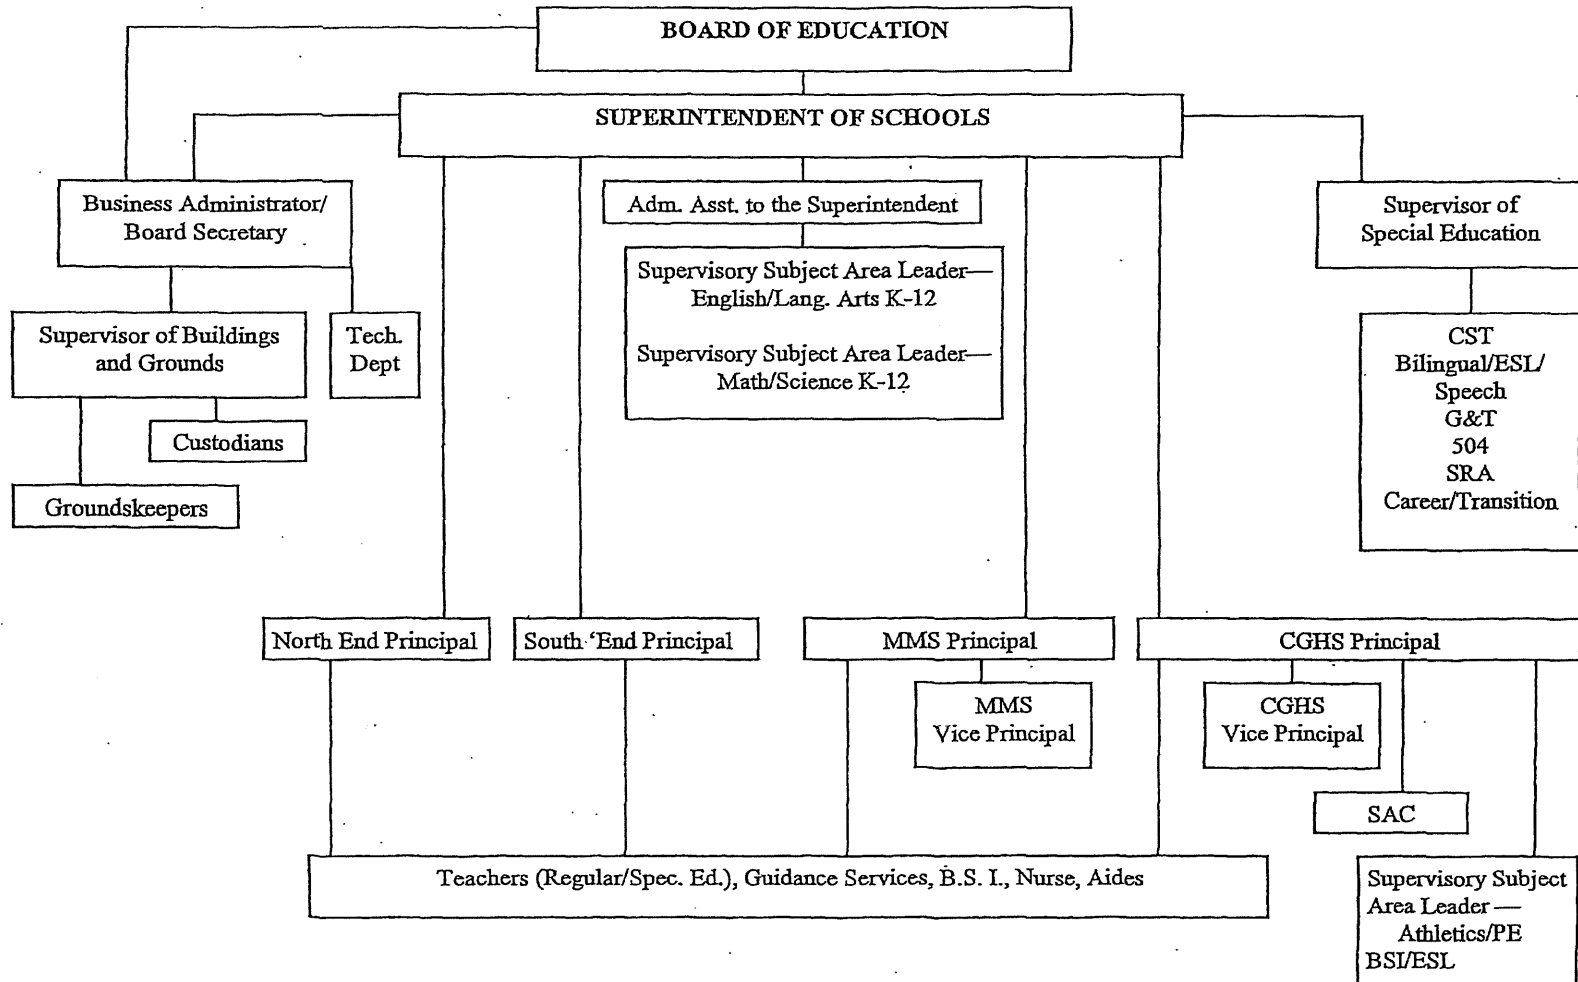 BOARD OF EDUCATION
SUPERINTENDENT OF SCHOOLS
Business Administrator/
Board Secretary
Adm. Asst. to the Superintendent
Supervisor of
Special Education
Supervisory Subject Area Leader—
English/Lang. Arts K-12
Supervisory Subject Area Leader—
Math/Science K-12
Supervisor of Buildings
and Grounds
Tech.
Dept
Custodians
Groundskeepers
CST
Bilingual/ESL/
Speech
G&T
504
SRA
Career/Transition
North End Principal
South 'End Principal
MMS Principal
CGHS Principal
MMS
Vice Principal
CGHS
Vice Principal
SAC
Teachers (Regular/Spec. Ed.), Guidance Services, B.S. I., Nurse, Aides
Supervisory Subject
Area Leader —
Athletics/PE
BSI/ESL